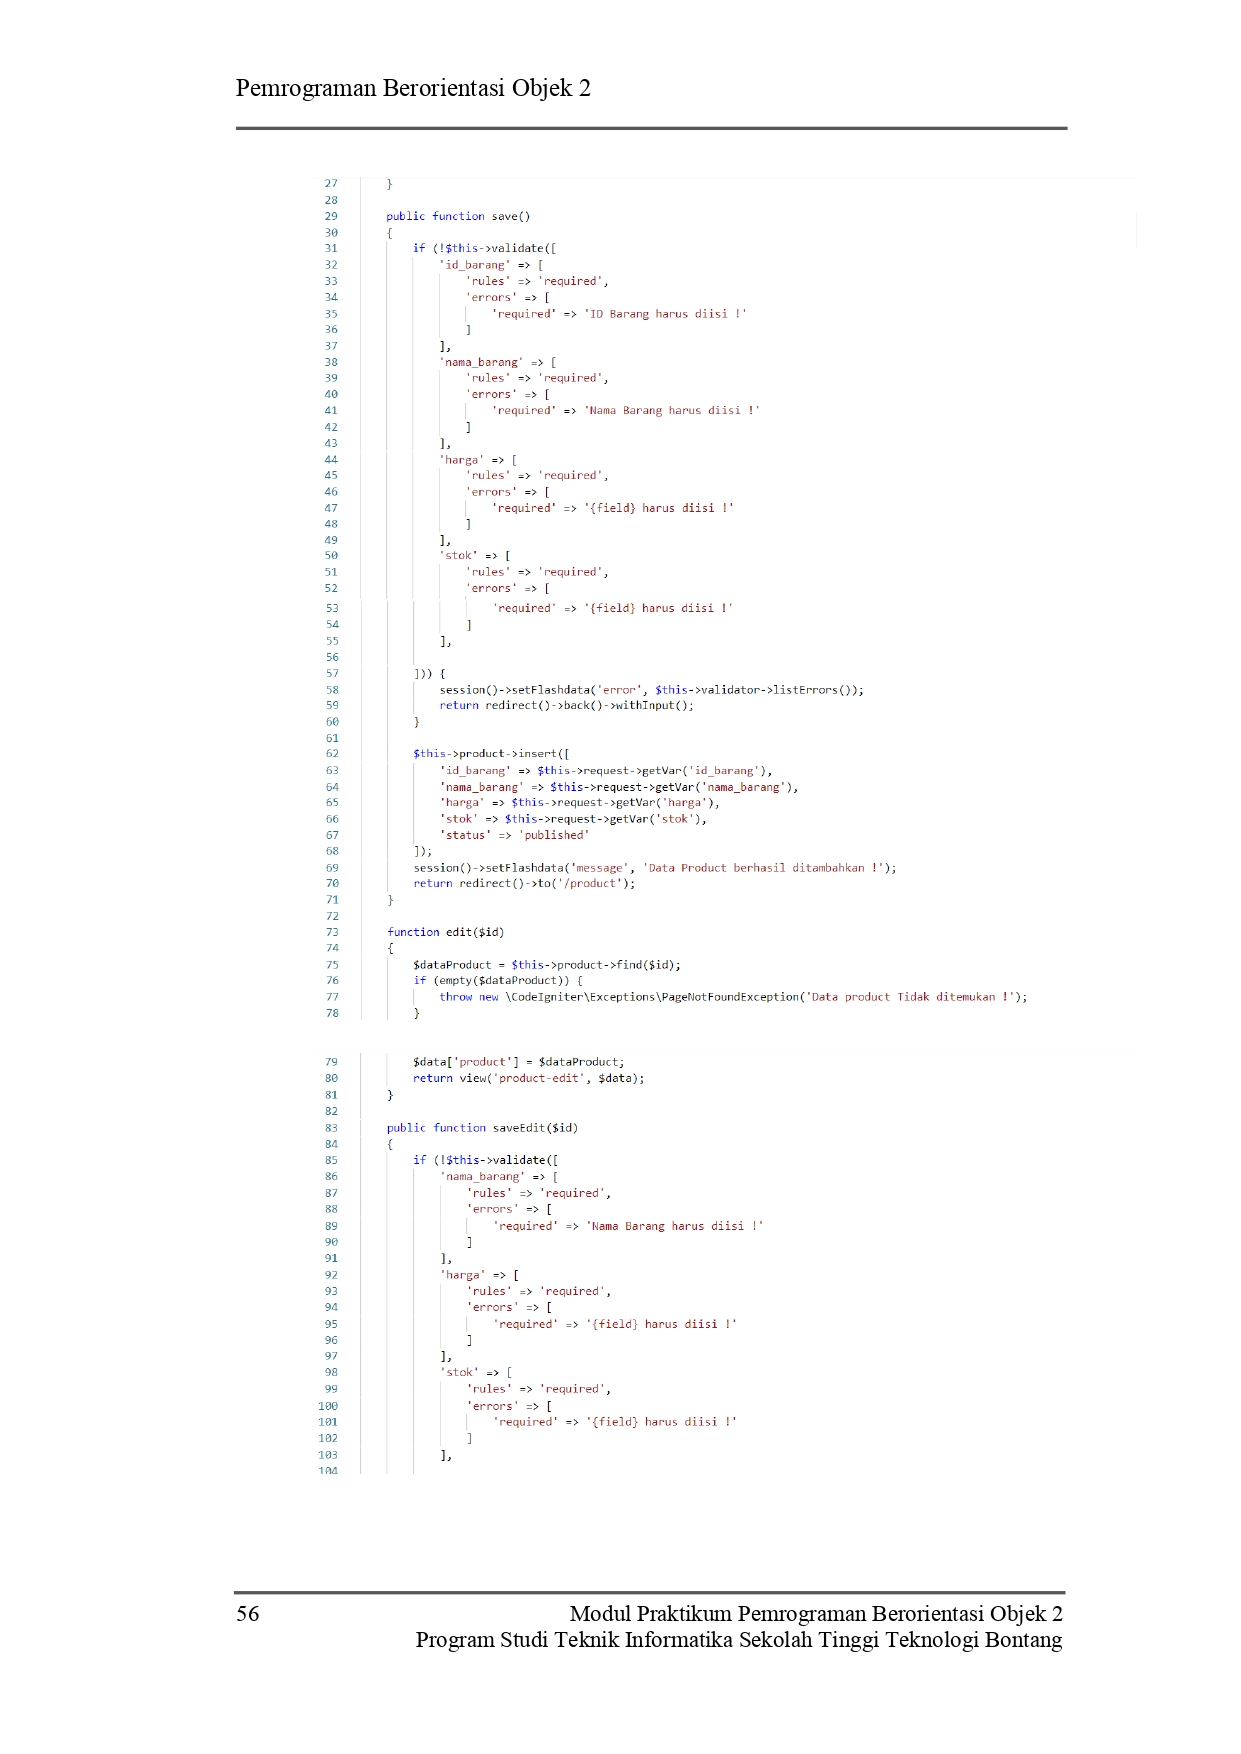 Pemrograman Berorientasi Objek 2
27 }
28
29 public function save()
30 {
31 if (!$this->validate([
32 'id_barang' => [
33 'rules' => 'required',
34 'errors' => [
35 'required' => 'ID Barang harus diisi !'
36 ]
37 ],
38 'nama_barang' => [
39 'rules' => 'required',
40 'errors' => [
41 'required' => 'Nama Barang harus diisi !'
42 ]
43 ],
44 'harga' => [
45 'rules' => 'required',
46 'errors' => [
47 'required' => '{field} harus diisi !'
48 ]
49 ],
50 'stok' => [
51 'rules' => 'required',
52 'errors' => [
53 'required' => '{field} harus diisi !'
54 ]
55 ],
56
57 ])) {
58 session()->setFlashdata('error', $this->validator->listErrors());
59 return redirect()->back()->withInput();
60 }
61
62 $this->product->insert([
63 'id_barang' => $this->request->getVar('id_barang'),
64 'nama_barang' => $this->request->getVar('nama_barang'),
65 'harga' => $this->request->getVar('harga'),
66 'stok' => $this->request->getVar('stok'),
67 'status' => 'published'
68 ]);
69 session()->setFlashdata('message', 'Data Product berhasil ditambahkan !');
70 return redirect()->to('/product');
71 }
72
73 function edit($id)
74 {
75 $dataProduct = $this->product->find($id);
76 if (empty($dataProduct)) {
77 throw new \CodeIgniter\Exceptions\PageNotFoundException('Data product Tidak ditemukan !');
78 }
79 $data['product'] = $dataProduct;
80 return view('product-edit', $data);
81 }
82
83 public function saveEdit($id)
84 {
85 if (!$this->validate([
86 'nama_barang' => [
87 'rules' => 'required',
88 'errors' => [
89 'required' => 'Nama Barang harus diisi !'
90 ]
91 ],
92 'harga' => [
93 'rules' => 'required',
94 'errors' => [
95 'required' => '{field} harus diisi !'
96 ]
97 ],
98 'stok' => [
99 'rules' => 'required',
100 'errors' => [
101 'required' => '{field} harus diisi !'
102 ]
103 ],
104
56 Modul Praktikum Pemrograman Berorientasi Objek 2
Program Studi Teknik Informatika Sekolah Tinggi Teknologi Bontang